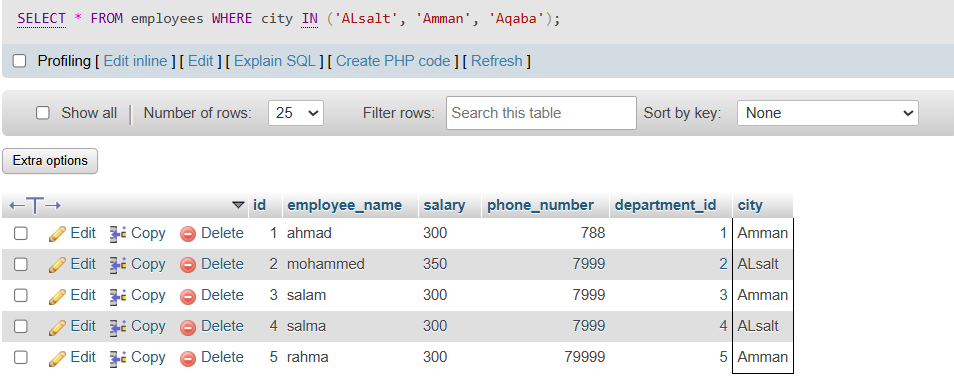 SELECT * FROM employees WHERE city IN ('ALsalt', 'Amman', 'Aqaba');
Profiling [ Edit inline ] [ Edit ] [ Explain SQL ] [ Create PHP code ] [ Refresh ]
Show all Number of rows: 25 Filter rows: Search this table Sort by key: None
Extra options
←T→ id employee_name salary phone_number department_id city
Edit Copy Delete 1 ahmad 300 788 1 Amman
Edit Copy Delete 2 mohammed 350 7999 2 ALsalt
Edit Copy Delete 3 salam 300 7999 3 Amman
Edit Copy Delete 4 salma 300 7999 4 ALsalt
Edit Copy Delete 5 rahma 300 79999 5 Amman